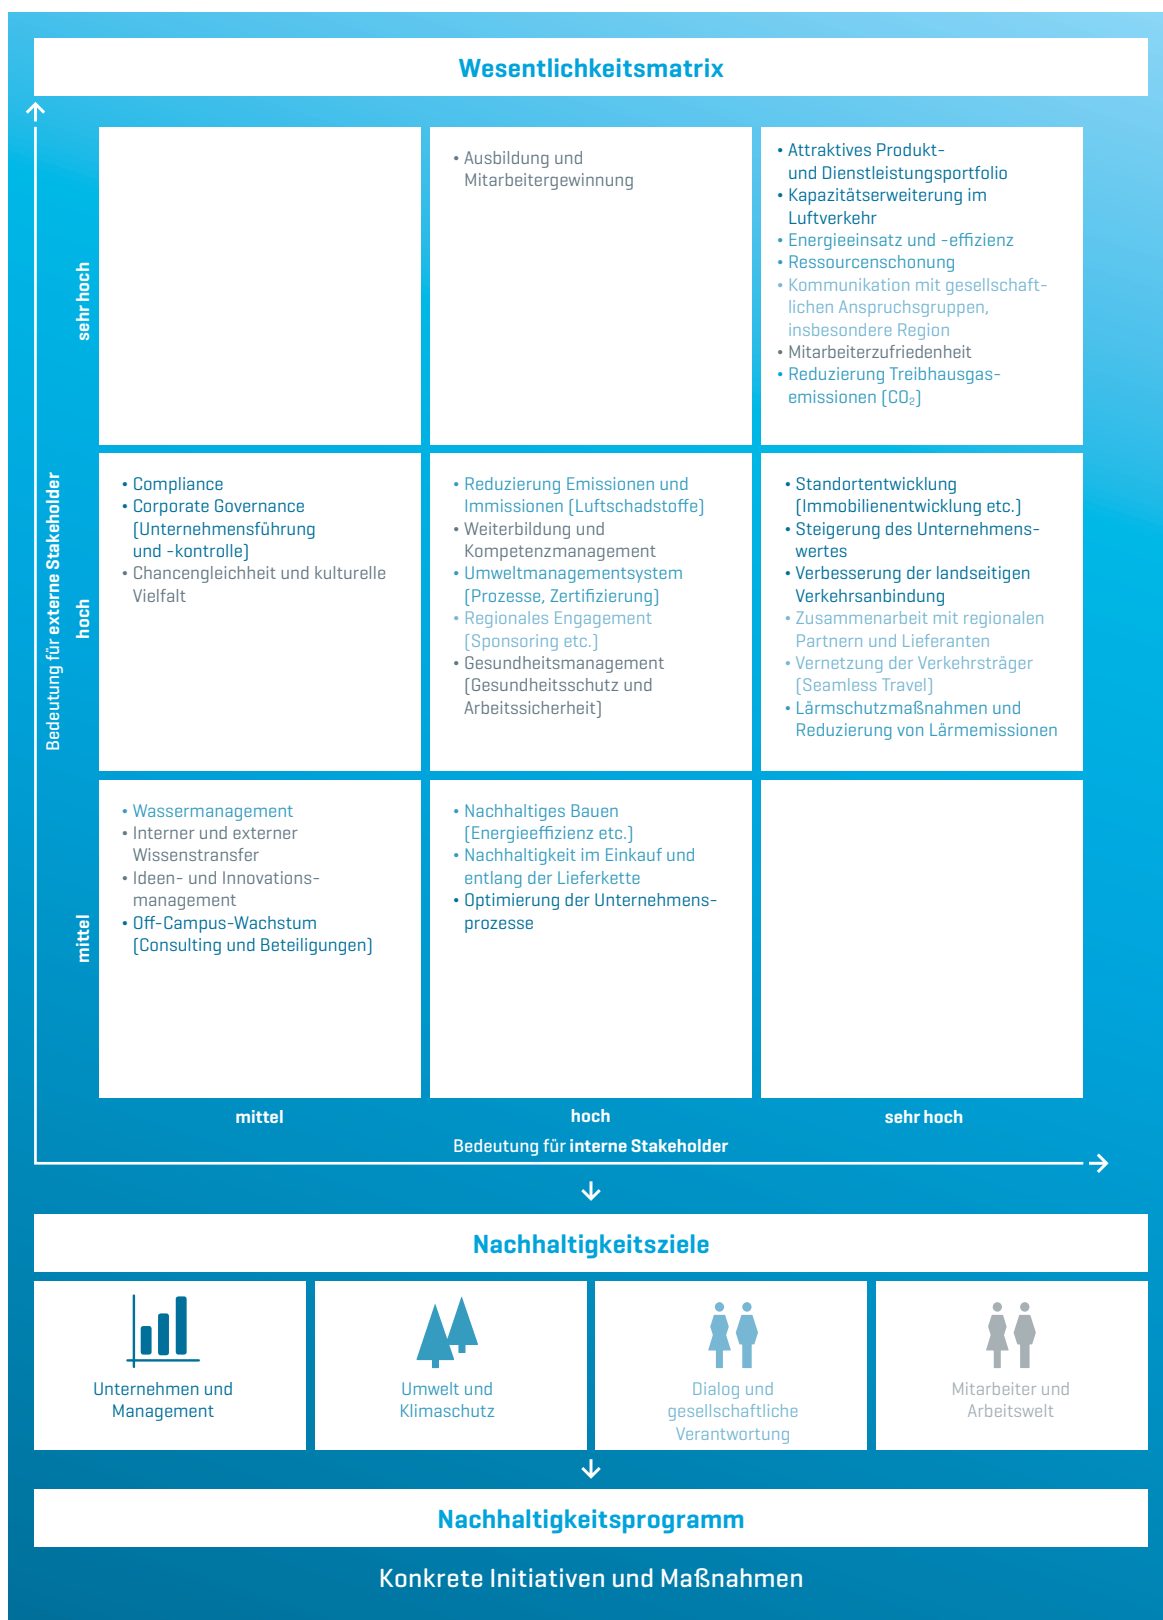 Wesentlichkeitsmatrix
Bedeutung für externe Stakeholder
sehr hoch
• Ausbildung und
Mitarbeitergewinnung
• Attraktives Produkt-
und Dienstleistungsportfolio
• Kapazitätserweiterung im
Luftverkehr
• Energieeinsatz und -effizienz
• Ressourcenschonung
• Kommunikation mit gesellschaft-
lichen Anspruchsgruppen,
insbesondere Region
• Mitarbeiterzufriedenheit
• Reduzierung Treibhausgas-
emissionen (CO₂)
hoch
• Compliance
• Corporate Governance
(Unternehmensführung
und -kontrolle)
• Chancengleichheit und kulturelle
Vielfalt
• Reduzierung Emissionen und
Immissionen (Luftschadstoffe)
• Weiterbildung und
Kompetenzmanagement
• Umweltmanagementsystem
(Prozesse, Zertifizierung)
• Regionales Engagement
(Sponsoring etc.)
• Gesundheitsmanagement
(Gesundheitsschutz und
Arbeitssicherheit)
• Standortentwicklung
(Immobilienentwicklung etc.)
• Steigerung des Unternehmens-
wertes
• Verbesserung der landseitigen
Verkehrsanbindung
• Zusammenarbeit mit regionalen
Partnern und Lieferanten
• Vernetzung der Verkehrsträger
(Seamless Travel)
• Lärmschutzmaßnahmen und
Reduzierung von Lärmemissionen
mittel
• Wassermanagement
• Interner und externer
Wissenstransfer
• Ideen- und Innovations-
management
• Off-Campus-Wachstum
(Consulting und Beteiligungen)
• Nachhaltiges Bauen
(Energieeffizienz etc.)
• Nachhaltigkeit im Einkauf und
entlang der Lieferkette
• Optimierung der Unternehmens-
prozesse
mittel
hoch
sehr hoch
Bedeutung für interne Stakeholder
Nachhaltigkeitsziele
Unternehmen und
Management
Umwelt und
Klimaschutz
Dialog und
gesellschaftliche
Verantwortung
Mitarbeiter und
Arbeitswelt
Nachhaltigkeitsprogramm
Konkrete Initiativen und Maßnahmen